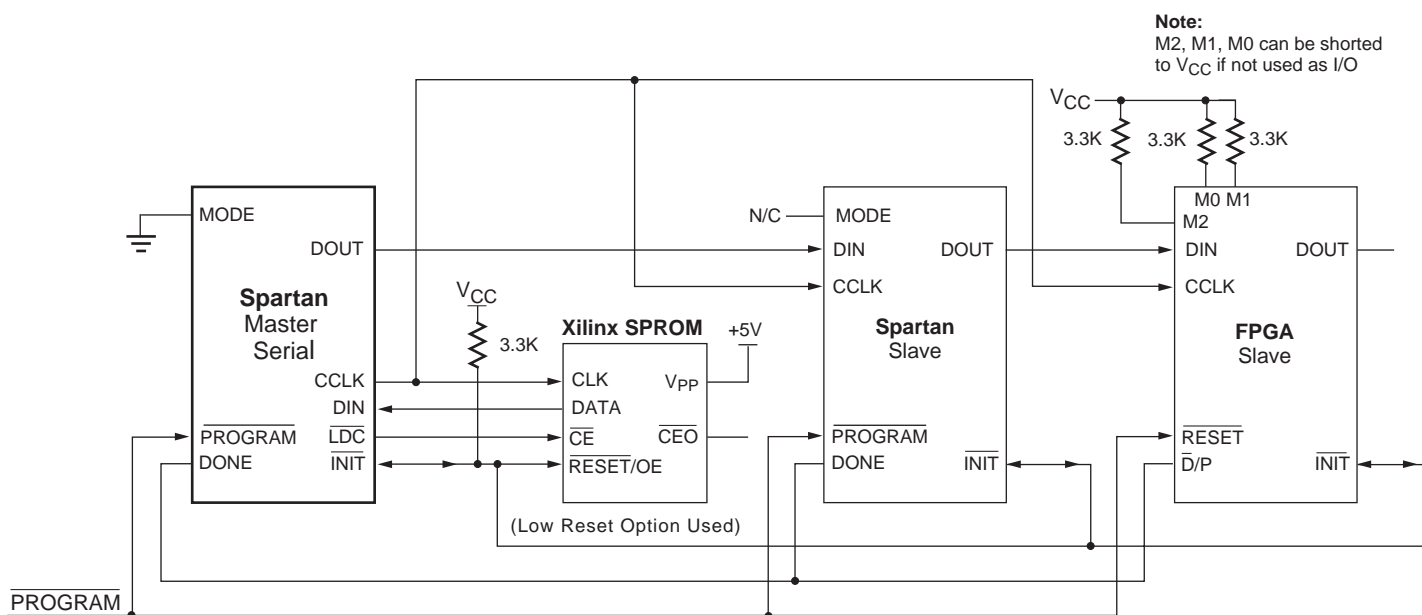 Note:
M2, M1, M0 can be shorted
to VCC if not used as I/O
VCC
3.3K
3.3K
3.3K
MODE
DOUT
Spartan
Master
Serial
CCLK
DIN
PROGRAM
LDC
DONE
INIT
VCC
3.3K
Xilinx SPROM
+5V
CLK
VPP
DATA
CE
CEO
RESET/OE
(Low Reset Option Used)
N/C
MODE
DIN
DOUT
CCLK
Spartan
Slave
PROGRAM
DONE
INIT
M0 M1
M2
DIN
DOUT
CCLK
FPGA
Slave
RESET
D/P
INIT
PROGRAM